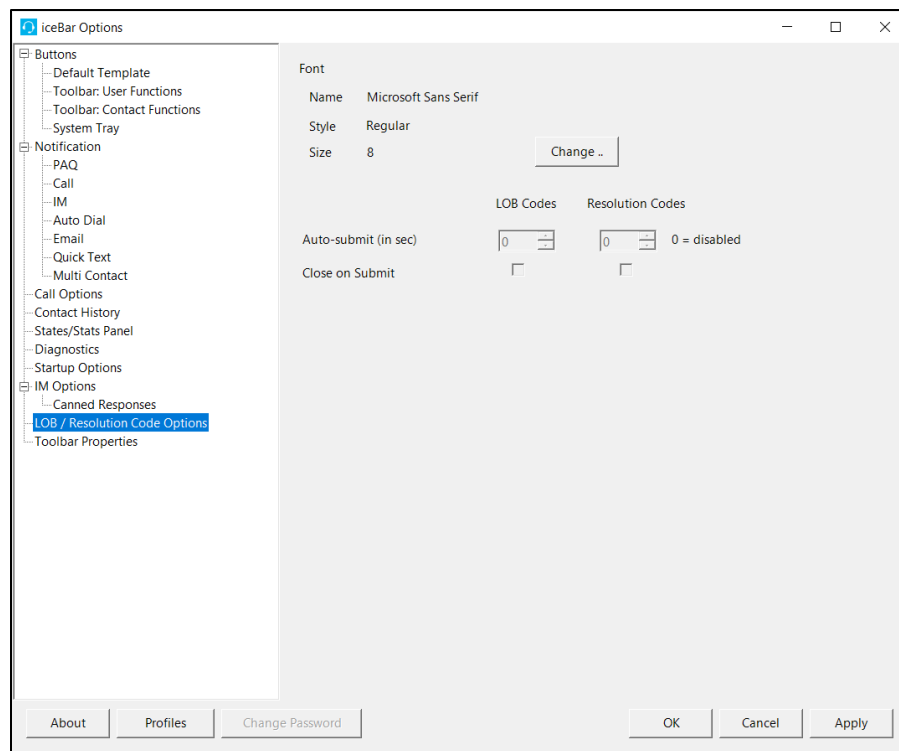 iceBar Options
Buttons
Default Template
Toolbar: User Functions
Toolbar: Contact Functions
System Tray
Notification
PAQ
Call
IM
Auto Dial
Email
Quick Text
Multi Contact
Call Options
Contact History
States/Stats Panel
Diagnostics
Startup Options
IM Options
Canned Responses
LOB / Resolution Code Options
Toolbar Properties
Font
Name Microsoft Sans Serif
Style Regular
Size 8 Change ..
LOB Codes Resolution Codes
Auto-submit (in sec) 0 0 0 = disabled
Close on Submit
About Profiles Change Password OK Cancel Apply